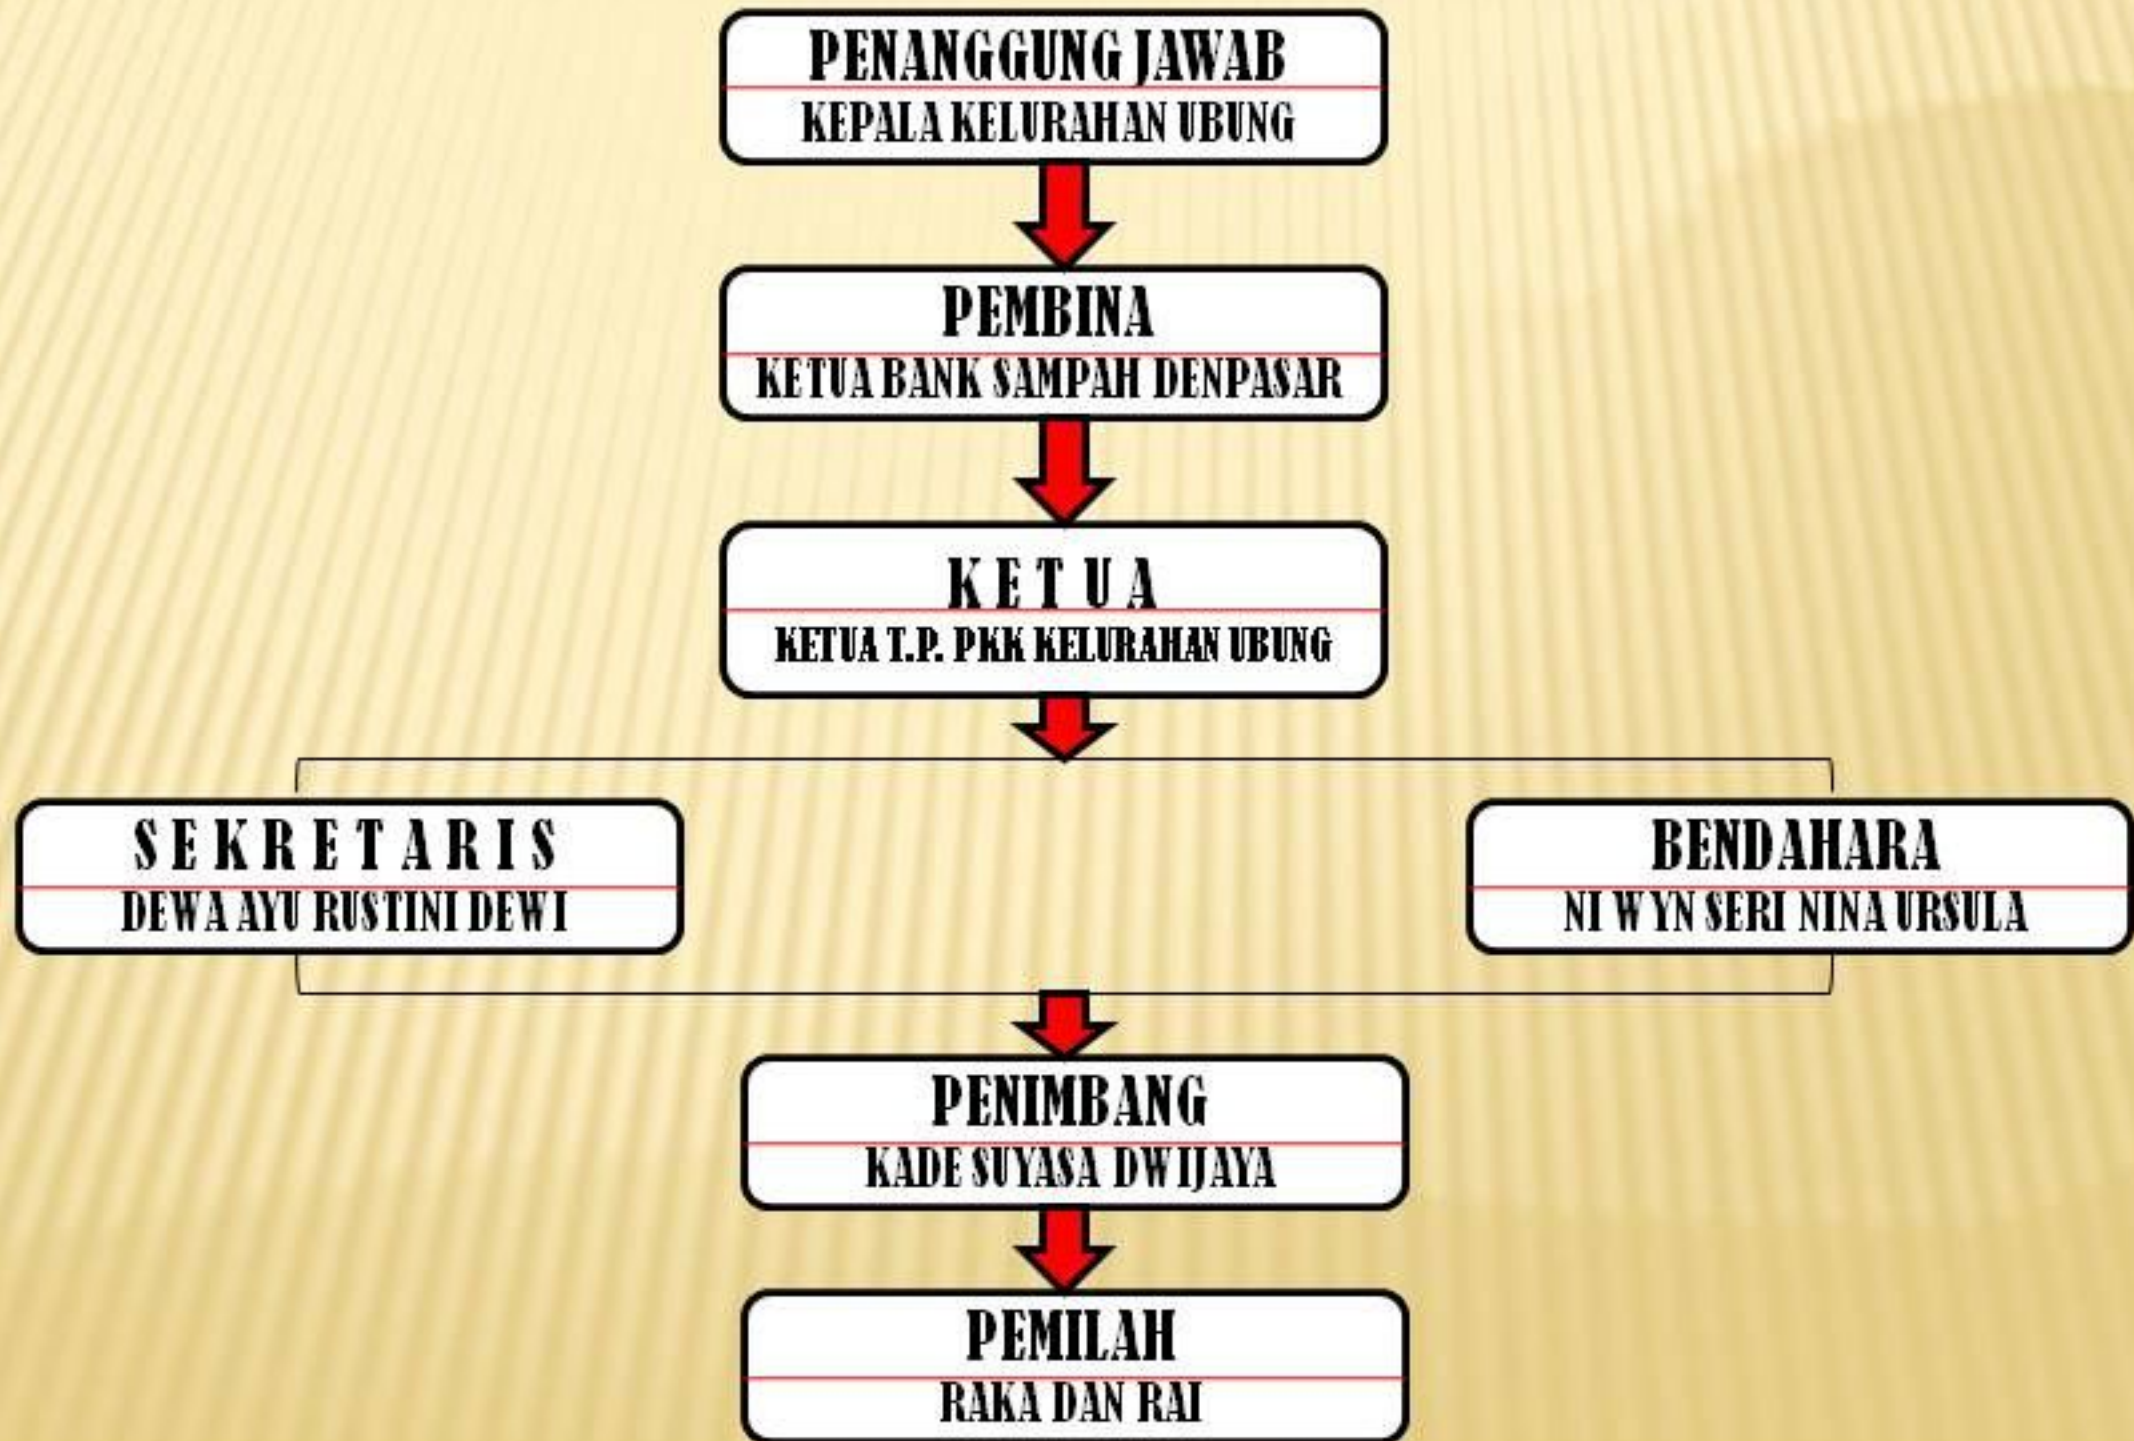 PENANGGUNG JAWAB
KEPALA KELURAHAN UBUNG
PEMBINA
KETUA BANK SAMPAH DENPASAR
K E T U A
KETUA T.P. PKK KELURAHAN UBUNG
S E K R E T A R I S
DEWA AYU RUSTINI DEWI
BENDAHARA
NI WYN SERI NINA URSULA
PENIMBANG
KADE SUYASA DWIJAYA
PEMILAH
RAKA DAN RAI